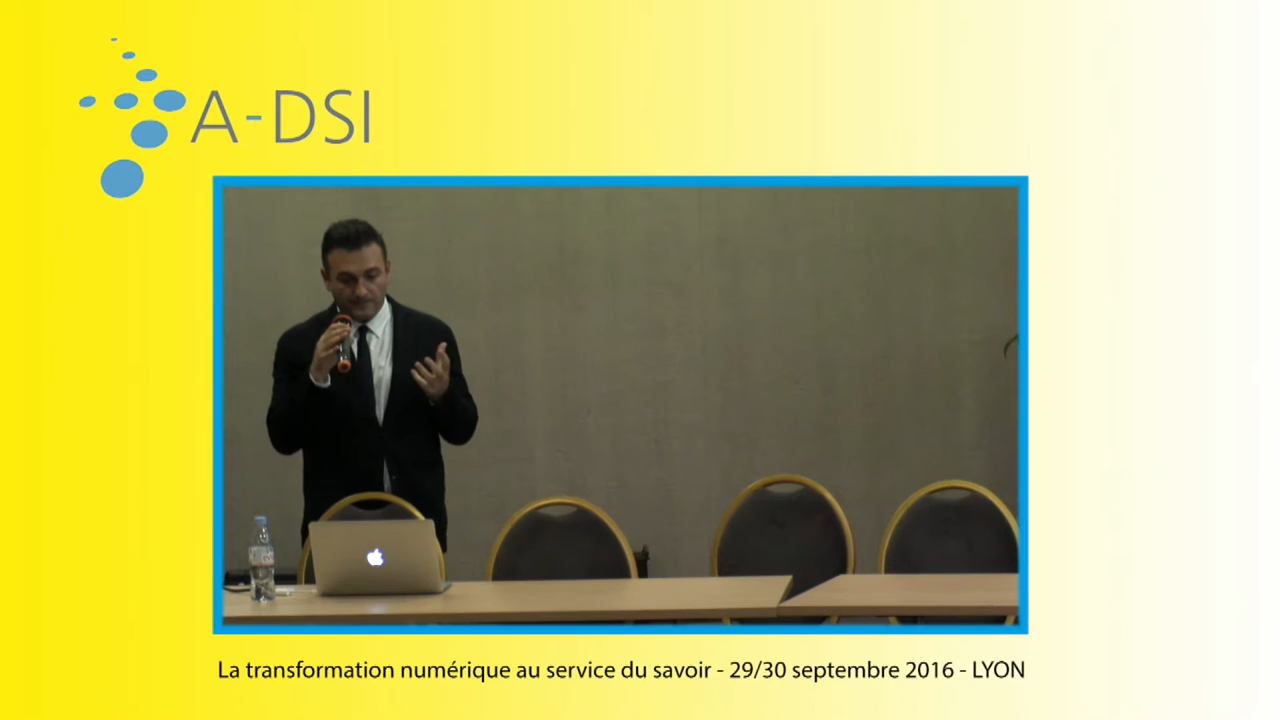 A-DSI
La transformation numérique au service du savoir - 29/30 septembre 2016 - LYON